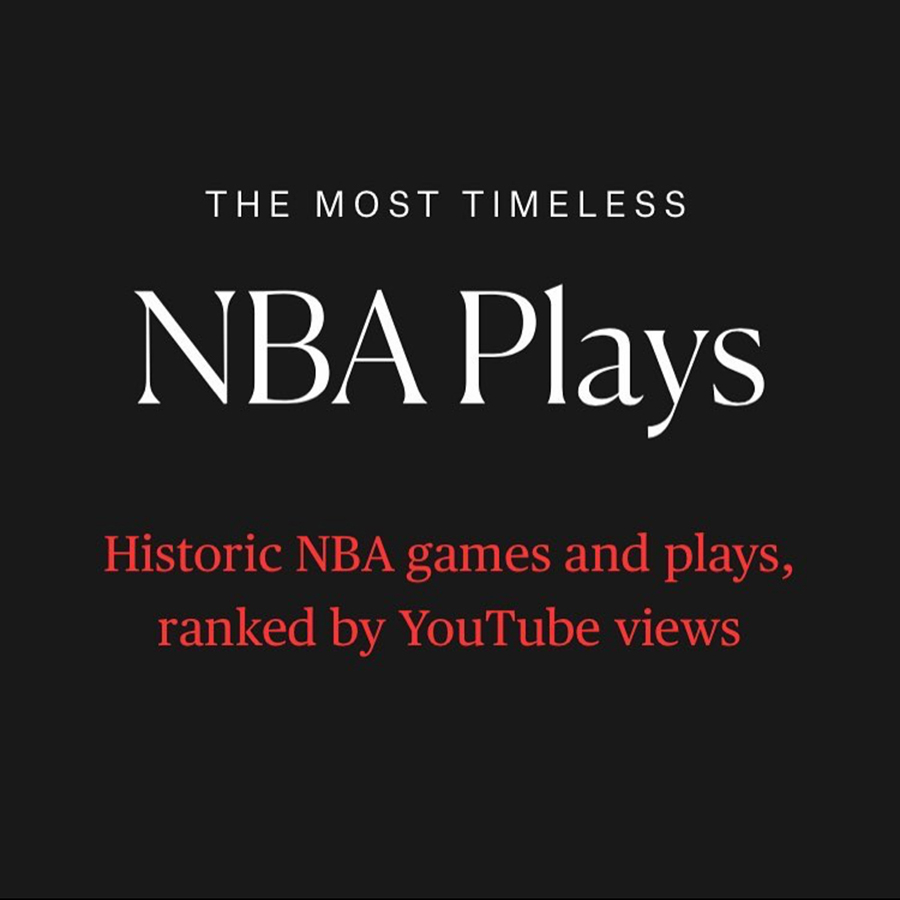 THE MOST TIMELESS
NBA Plays
Historic NBA games and plays,
ranked by YouTube views